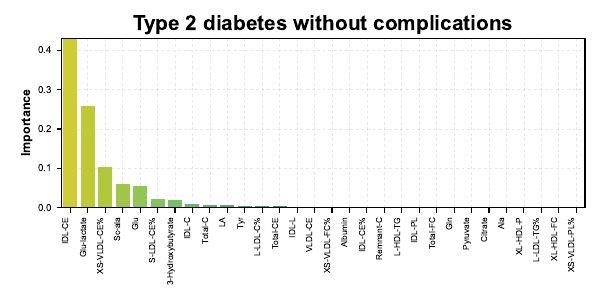 Type 2 diabetes without complications
Importance
0.4
0.3
0.2
0.1
0.0
IDL-CE
Glu-lactate
XS-VLDL-CE%
Sc-ala
Glu
S-LDL-CE%
3-Hydroxybutyrate
IDL-C
Total-C
LA
Tyr
L-LDL-C%
Total-CE
IDL-L
VLDL-CE
XS-VLDL-FC%
Albumin
IDL-CE%
Remnant-C
L-HDL-TG
IDL-PL
Total-FC
Gln
Pyruvate
Citrate
Ala
XL-HDL-P
L-LDL-TG%
XL-HDL-FC
XS-VLDL-PL%